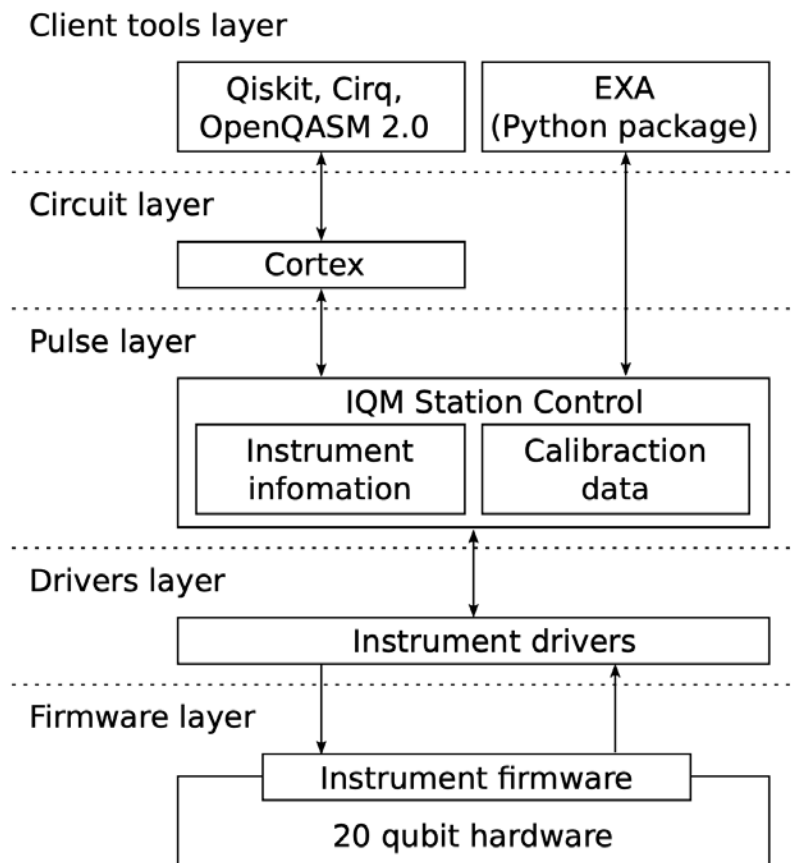 Client tools layer
Qiskit, Cirq,
OpenQASM 2.0
EXA
(Python package)
Circuit layer
Cortex
Pulse layer
IQM Station Control
Instrument
infomation
Calibraction
data
Drivers layer
Instrument drivers
Firmware layer
Instrument firmware
20 qubit hardware